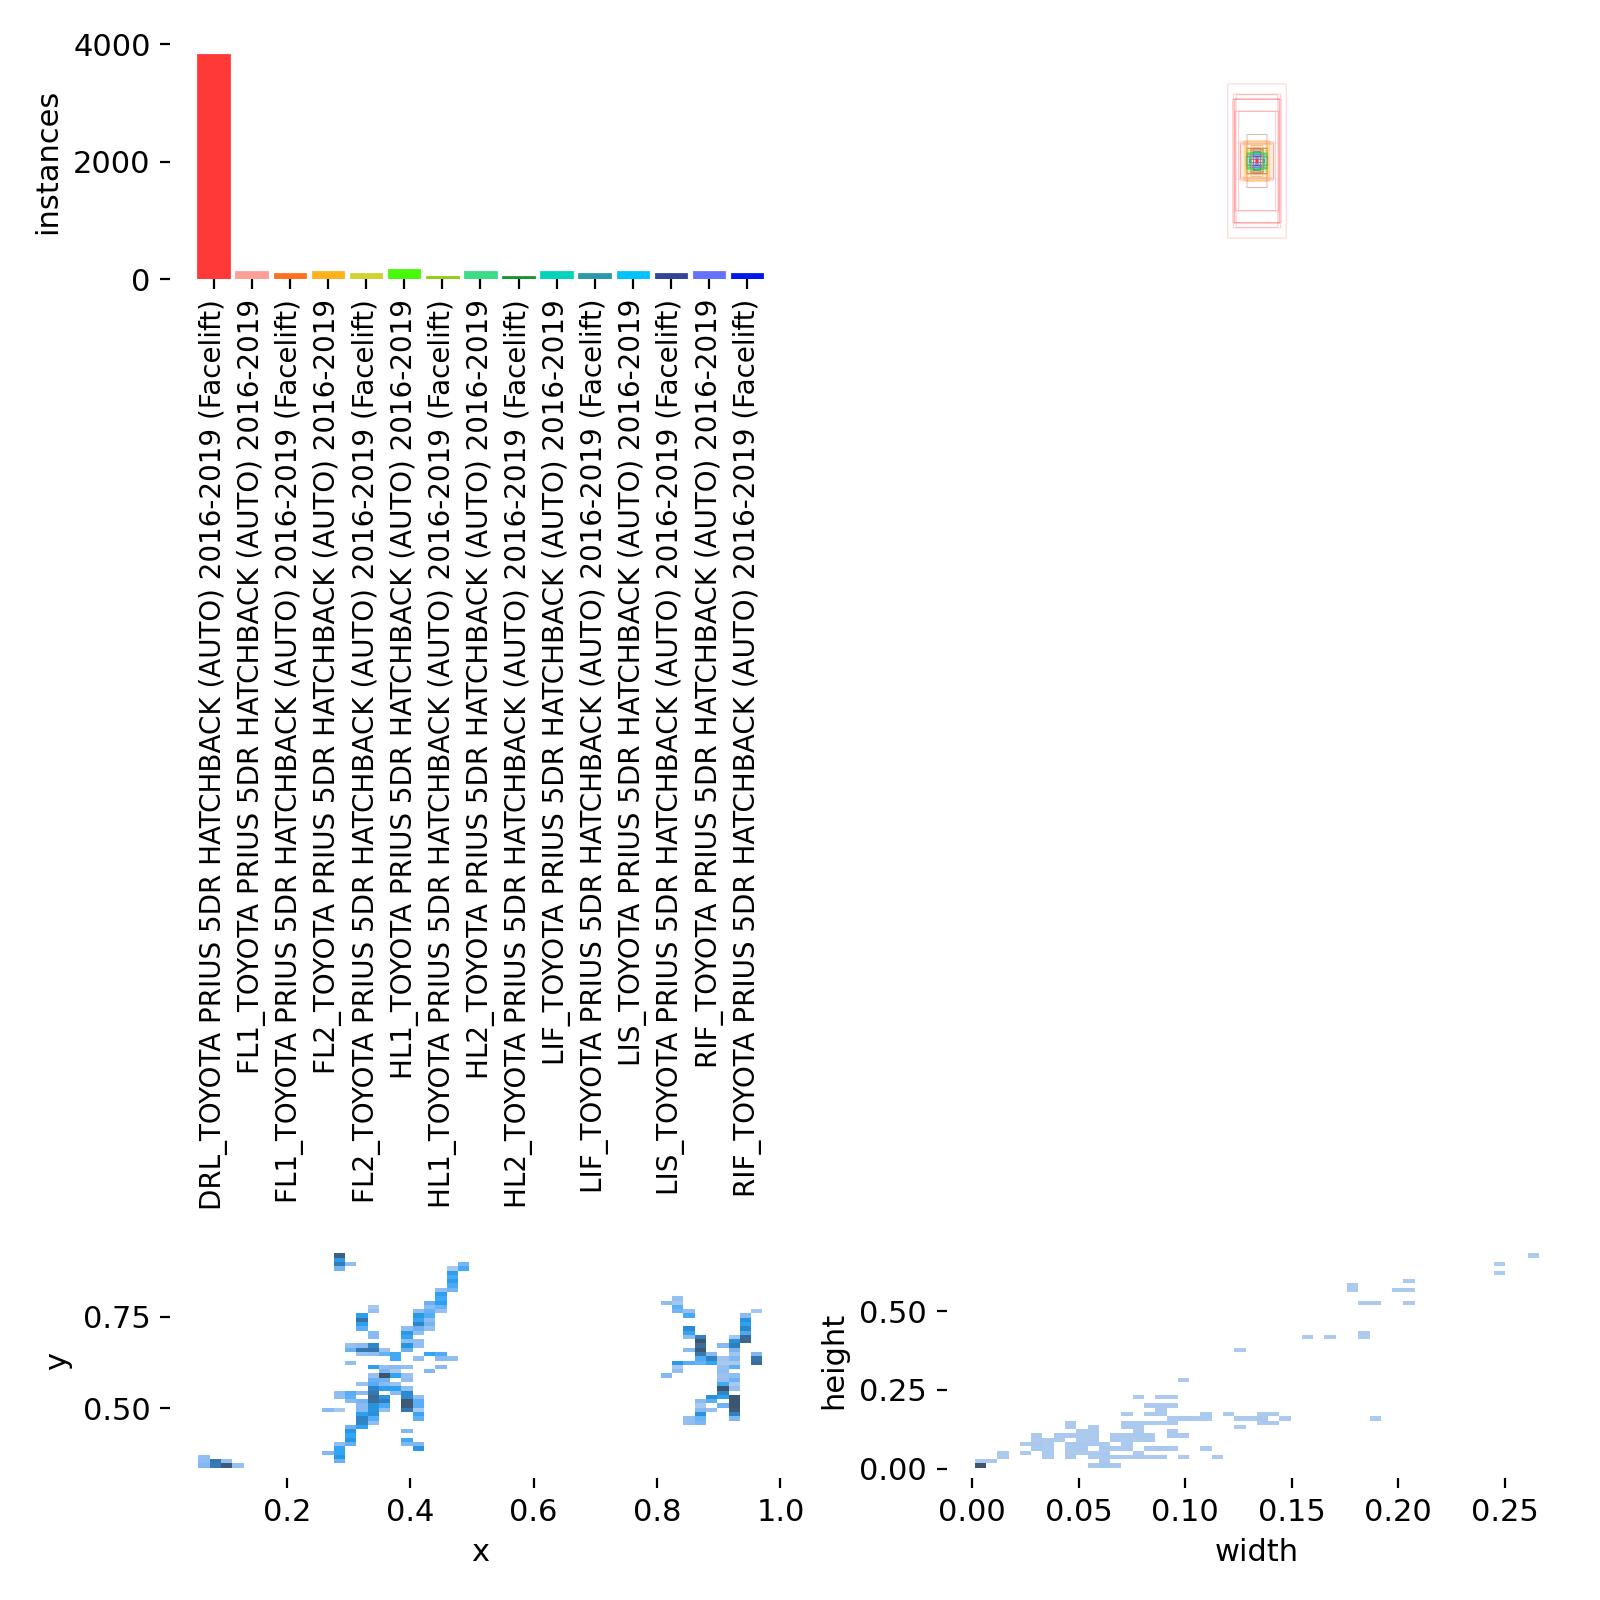 4000
2000
0
instances
DRL_TOYOTA PRIUS 5DR HATCHBACK (AUTO) 2016-2019 (Facelift)
FL1_TOYOTA PRIUS 5DR HATCHBACK (AUTO) 2016-2019
FL1_TOYOTA PRIUS 5DR HATCHBACK (AUTO) 2016-2019 (Facelift)
FL2_TOYOTA PRIUS 5DR HATCHBACK (AUTO) 2016-2019
FL2_TOYOTA PRIUS 5DR HATCHBACK (AUTO) 2016-2019 (Facelift)
HL1_TOYOTA PRIUS 5DR HATCHBACK (AUTO) 2016-2019
HL1_TOYOTA PRIUS 5DR HATCHBACK (AUTO) 2016-2019 (Facelift)
HL2_TOYOTA PRIUS 5DR HATCHBACK (AUTO) 2016-2019
HL2_TOYOTA PRIUS 5DR HATCHBACK (AUTO) 2016-2019 (Facelift)
LIF_TOYOTA PRIUS 5DR HATCHBACK (AUTO) 2016-2019
LIF_TOYOTA PRIUS 5DR HATCHBACK (AUTO) 2016-2019 (Facelift)
LIS_TOYOTA PRIUS 5DR HATCHBACK (AUTO) 2016-2019
LIS_TOYOTA PRIUS 5DR HATCHBACK (AUTO) 2016-2019 (Facelift)
RIF_TOYOTA PRIUS 5DR HATCHBACK (AUTO) 2016-2019
RIF_TOYOTA PRIUS 5DR HATCHBACK (AUTO) 2016-2019 (Facelift)
y
0.75
0.50
0.2 0.4 0.6 0.8 1.0
x
height
0.50
0.25
0.00
0.00 0.05 0.10 0.15 0.20 0.25
width